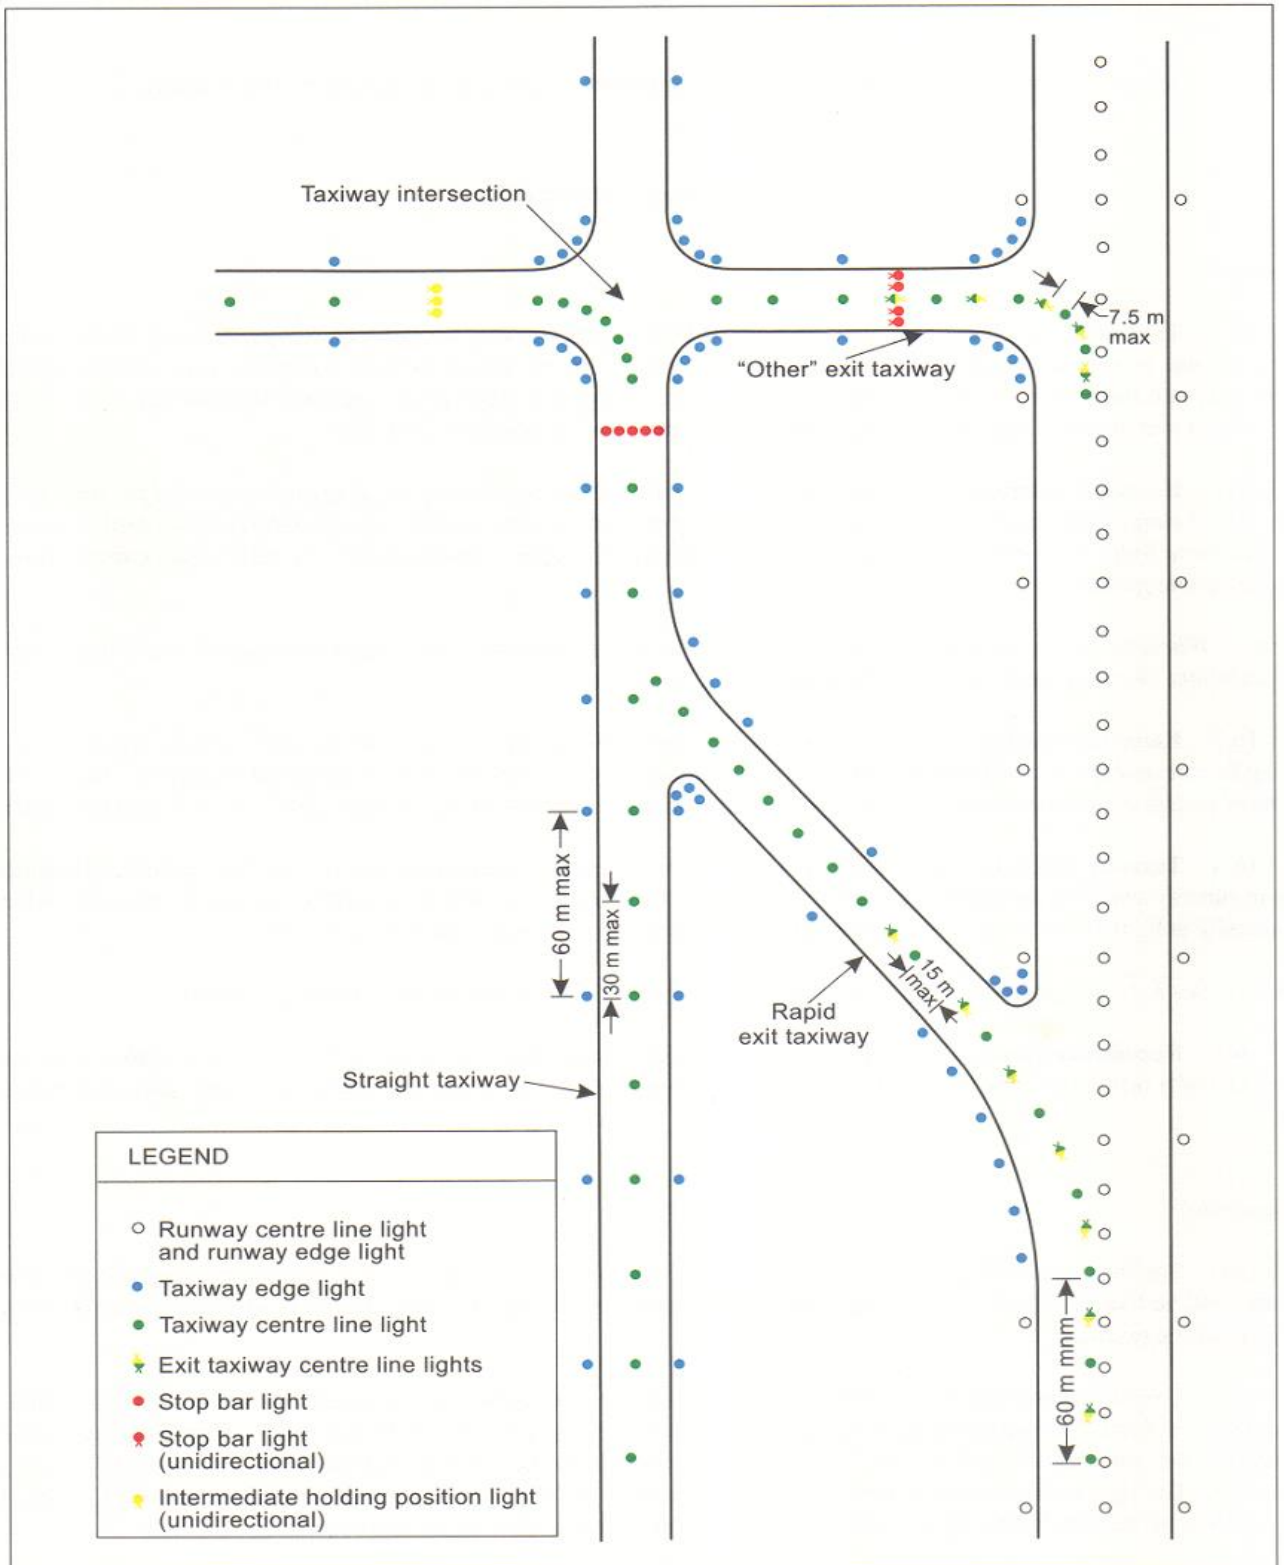 Taxiway intersection
7.5 m
max
“Other” exit taxiway
60 m max
30 m max
15 m
max
Rapid
exit taxiway
Straight taxiway
60 m mnm
LEGEND
Runway centre line light
and runway edge light
Taxiway edge light
Taxiway centre line light
Exit taxiway centre line lights
Stop bar light
Stop bar light
(unidirectional)
Intermediate holding position light
(unidirectional)